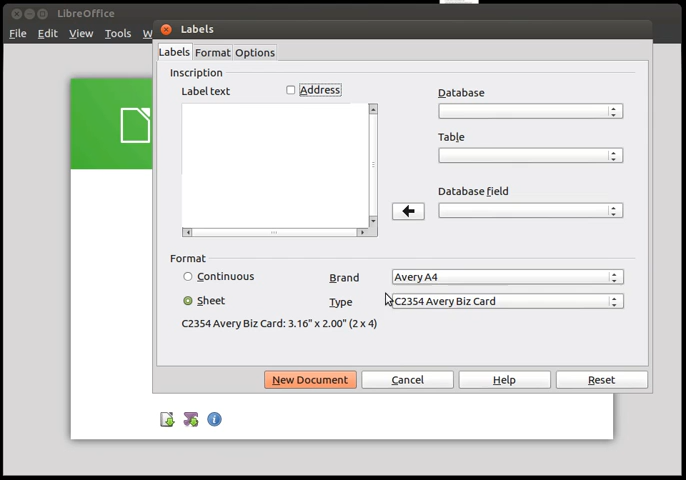 LibreOffice
File Edit View Tools W
Labels
Labels Format Options
Inscription
Label text
Address
Database
Table
Database field
Format
Continuous
Brand
Avery A4
Sheet
Type
C2354 Avery Biz Card
C2354 Avery Biz Card: 3.16" x 2.00" (2 x 4)
New Document Cancel Help Reset